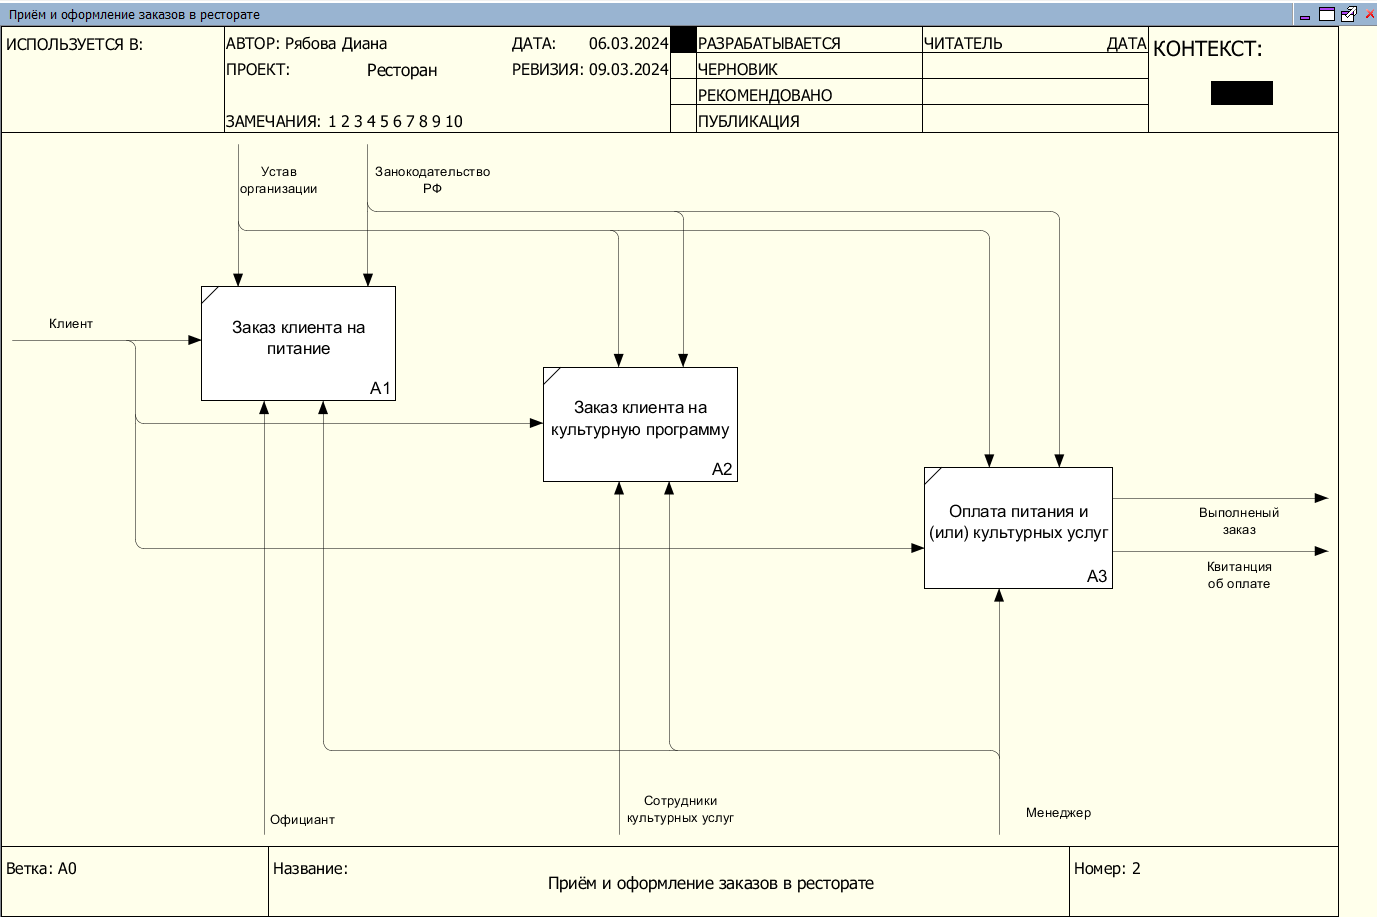 Приём и оформление заказов в ресторате
ИСПОЛЬЗУЕТСЯ В:
АВТОР: Рябова Диана
ДАТА: 06.03.2024
ПРОЕКТ: Ресторан
РЕВИЗИЯ: 09.03.2024
ЗАМЕЧАНИЯ: 1 2 3 4 5 6 7 8 9 10
РАЗРАБАТЫВАЕТСЯ
ЧЕРНОВИК
РЕКОМЕНДОВАНО
ПУБЛИКАЦИЯ
ЧИТАТЕЛЬ ДАТА
КОНТЕКСТ:
Устав
организации
Занокодательство
РФ
Клиент
Заказ клиента на
питание
A1
Заказ клиента на
культурную программу
A2
Оплата питания и
(или) культурных услуг
A3
Выполненый
заказ
Квитанция
об оплате
Официант
Сотрудники
культурных услуг
Менеджер
Ветка: A0
Название:
Приём и оформление заказов в ресторате
Номер: 2